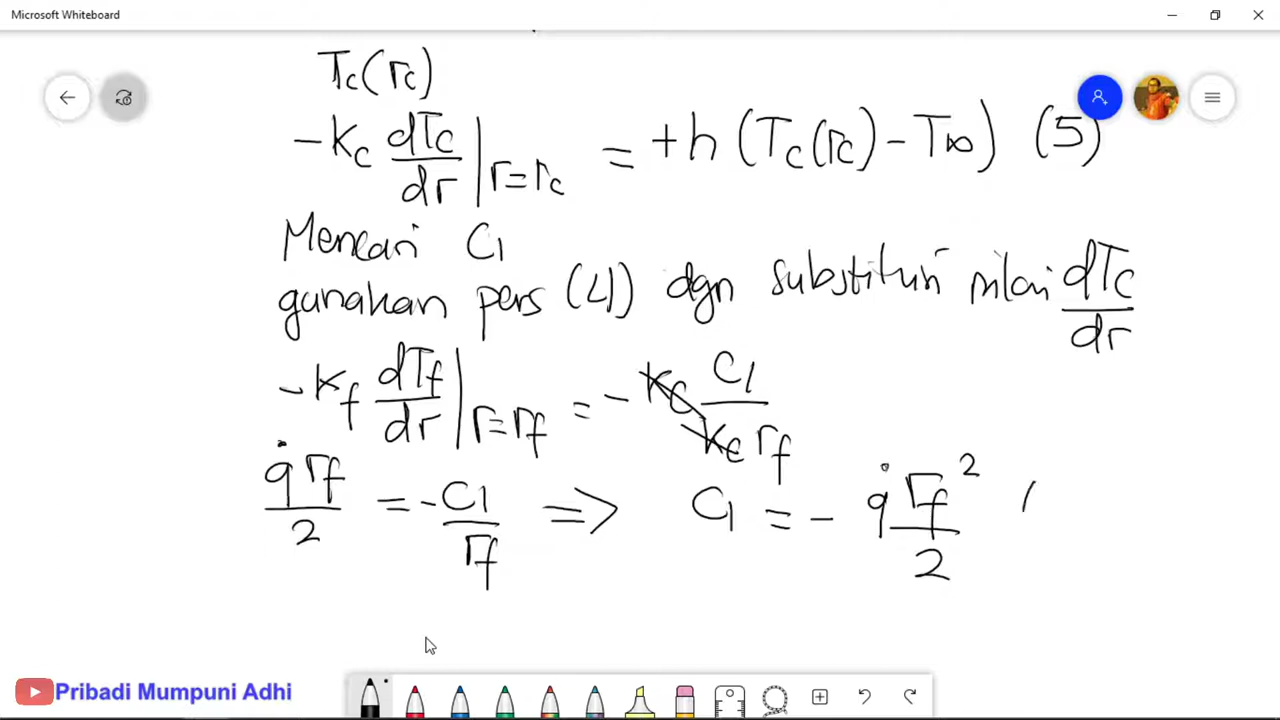 Microsoft Whiteboard
Tc(rc)
-Kc dTc/dr |r=rc = +h (Tc(rc) - T∞) (5)
Mencari C1
gunakan pers (4) dgn substitusi nilai dTc/dr
-Kf dTf/dr |r=rf = - Kc C1/Kc rf
q̇ rf/2 = -C1/rf => C1 = - q̇ rf²/2 (
Pribadi Mumpuni Adhi